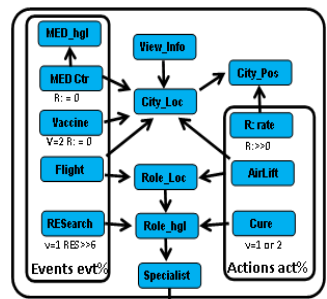 MED_hgl
View_Info
MED Ctr
City_Pos
R: = 0
City_Loc
Vaccine
R: rate
V=2 R: = 0
R:>>0
Flight
Role_Loc
AirLift
RESearch
Role_hgl
Cure
v=1 RES>>6
v=1 or 2
Events evt%
Specialist
Actions act%